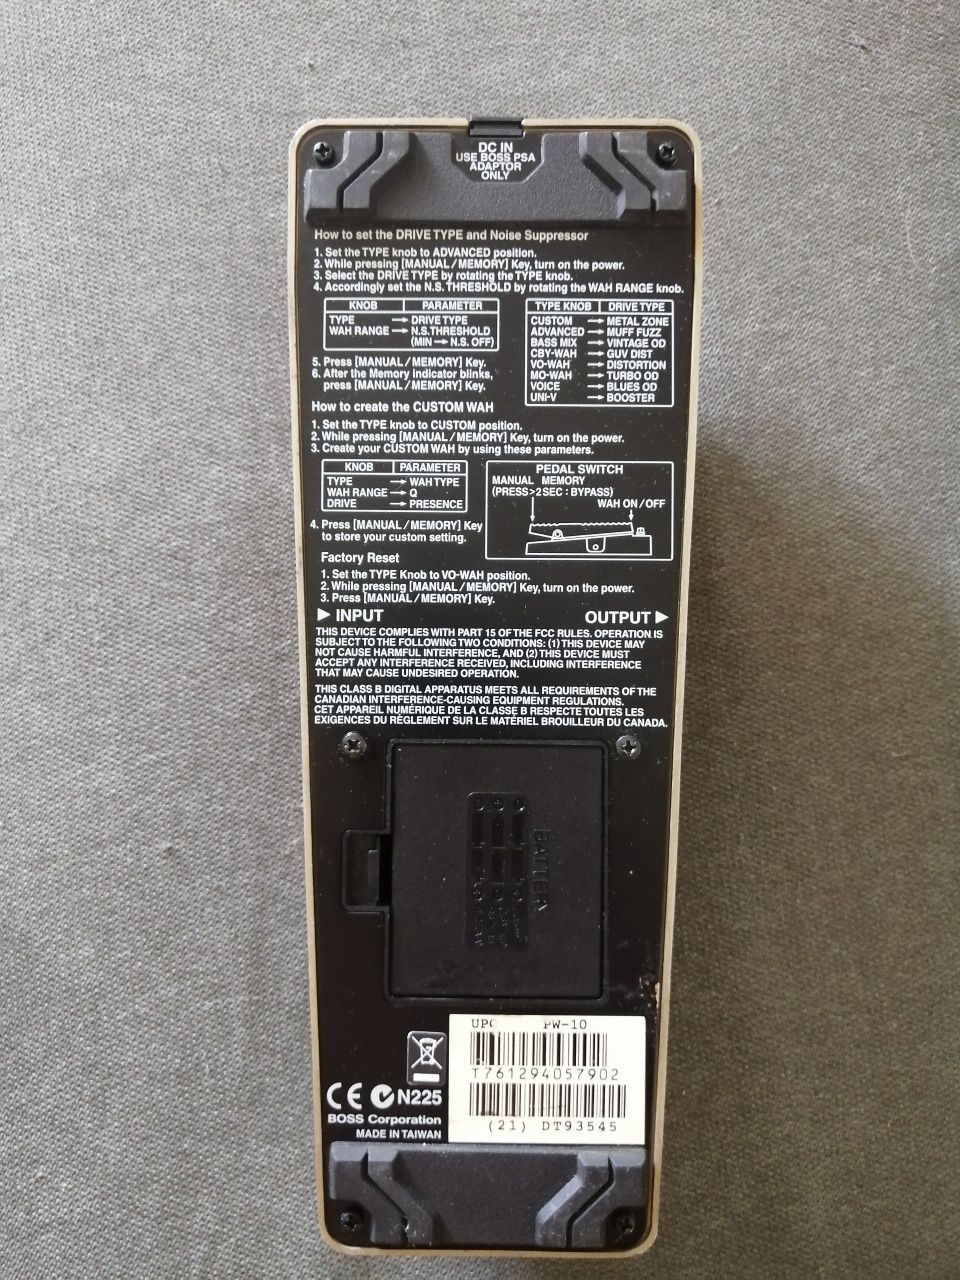 DC IN
USE BOSS PSA
ADAPTOR
ONLY
How to set the DRIVE TYPE and Noise Suppressor
1. Set the TYPE knob to ADVANCED position.
2. While pressing [MANUAL/MEMORY] Key, turn on the power.
3. Select the DRIVE TYPE by rotating the TYPE knob.
4. Accordingly set the N.S. THRESHOLD by rotating the WAH RANGE knob.
KNOB PARAMETER
TYPE → DRIVE TYPE
WAH RANGE → N.S.THRESHOLD
(MIN → N.S. OFF)
TYPE KNOB DRIVE TYPE
CUSTOM → METAL ZONE
ADVANCED → MUFF FUZZ
BASS MIX → VINTAGE OD
CBY-WAH → GUV DIST
VO-WAH → DISTORTION
MO-WAH → TURBO OD
VOICE → BLUES OD
UNI-V → BOOSTER
5. Press [MANUAL/MEMORY] Key.
6. After the Memory indicator blinks,
press [MANUAL/MEMORY] Key.
How to create the CUSTOM WAH
1. Set the TYPE knob to CUSTOM position.
2. While pressing [MANUAL/MEMORY] Key, turn on the power.
3. Create your CUSTOM WAH by using these parameters.
KNOB PARAMETER
TYPE → WAH TYPE
WAH RANGE → Q
DRIVE → PRESENCE
PEDAL SWITCH
MANUAL MEMORY
(PRESS>2 SEC : BYPASS)
WAH ON/OFF
4. Press [MANUAL/MEMORY] Key
to store your custom setting.
Factory Reset
1. Set the TYPE Knob to VO-WAH position.
2. While pressing [MANUAL/MEMORY] Key, turn on the power.
3. Press [MANUAL/MEMORY] Key.
▶ INPUT OUTPUT ▶
THIS DEVICE COMPLIES WITH PART 15 OF THE FCC RULES. OPERATION IS
SUBJECT TO THE FOLLOWING TWO CONDITIONS: (1) THIS DEVICE MAY
NOT CAUSE HARMFUL INTERFERENCE, AND (2) THIS DEVICE MUST
ACCEPT ANY INTERFERENCE RECEIVED, INCLUDING INTERFERENCE
THAT MAY CAUSE UNDESIRED OPERATION.
THIS CLASS B DIGITAL APPARATUS MEETS ALL REQUIREMENTS OF THE
CANADIAN INTERFERENCE-CAUSING EQUIPMENT REGULATIONS.
CET APPAREIL NUMÉRIQUE DE LA CLASSE B RESPECTE TOUTES LES
EXIGENCES DU RÈGLEMENT SUR LE MATÉRIEL BROUILLEUR DU CANADA.
BATTERY
UPC PW-10
T761294057902
(21) DT93545
CE N225
BOSS Corporation
MADE IN TAIWAN